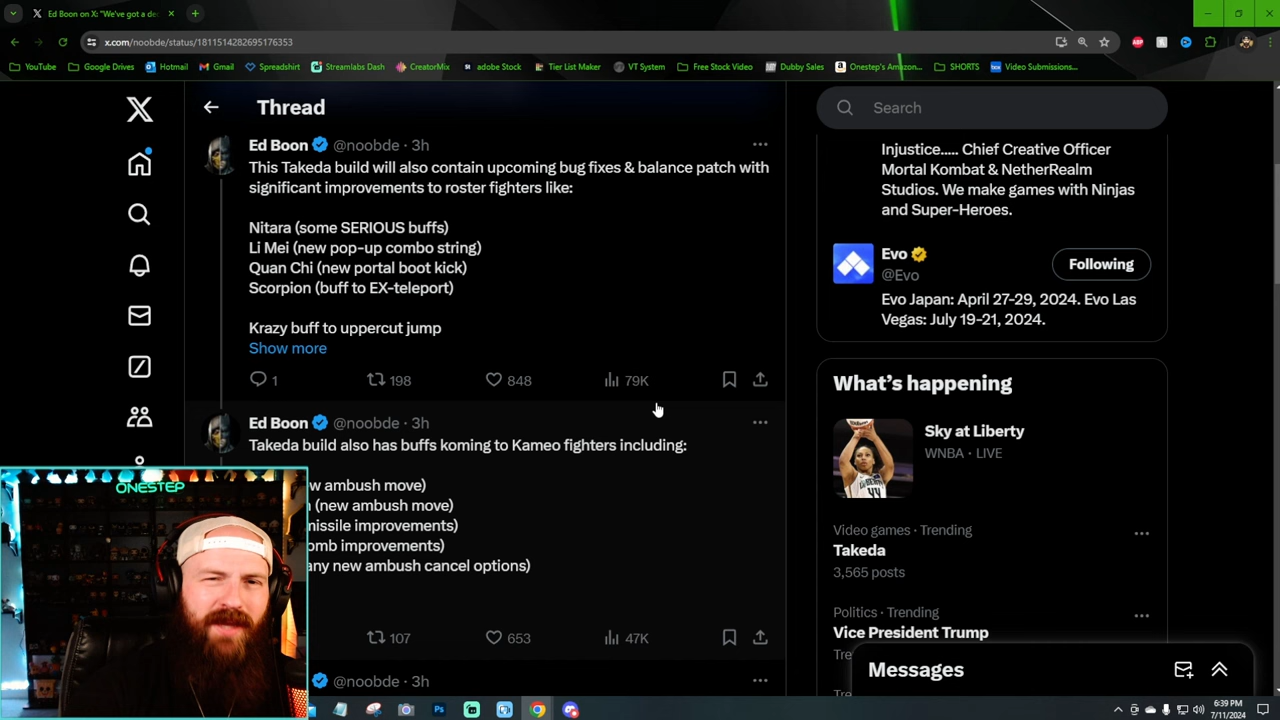 Ed Boon on X: "We've got a de
x.com/noobde/status/1811514282695176353
YouTube
Google Drives
Hotmail
Gmail
Spreadshirt
Streamlabs Dash
CreatorMix
adobe Stock
Tier List Maker
VT System
Free Stock Video
Dubby Sales
Onestep's Amazon...
SHORTS
Video Submissions...
Thread
Ed Boon @noobde · 3h
This Takeda build will also contain upcoming bug fixes & balance patch with
significant improvements to roster fighters like:
Nitara (some SERIOUS buffs)
Li Mei (new pop-up combo string)
Quan Chi (new portal boot kick)
Scorpion (buff to EX-teleport)
Krazy buff to uppercut jump
Show more
1
198
848
79K
Ed Boon @noobde · 3h
Takeda build also has buffs koming to Kameo fighters including:
ambush move)
(new ambush move)
missile improvements)
improvements)
new ambush cancel options)
107
653
47K
@noobde · 3h
ONESTEP
Search
Injustice..... Chief Creative Officer
Mortal Kombat & NetherRealm
Studios. We make games with Ninjas
and Super-Heroes.
Evo
@Evo
Following
Evo Japan: April 27-29, 2024. Evo Las
Vegas: July 19-21, 2024.
What's happening
Sky at Liberty
WNBA · LIVE
Video games · Trending
Takeda
3,565 posts
Politics · Trending
Vice President Trump
Messages
6:39 PM
7/11/2024